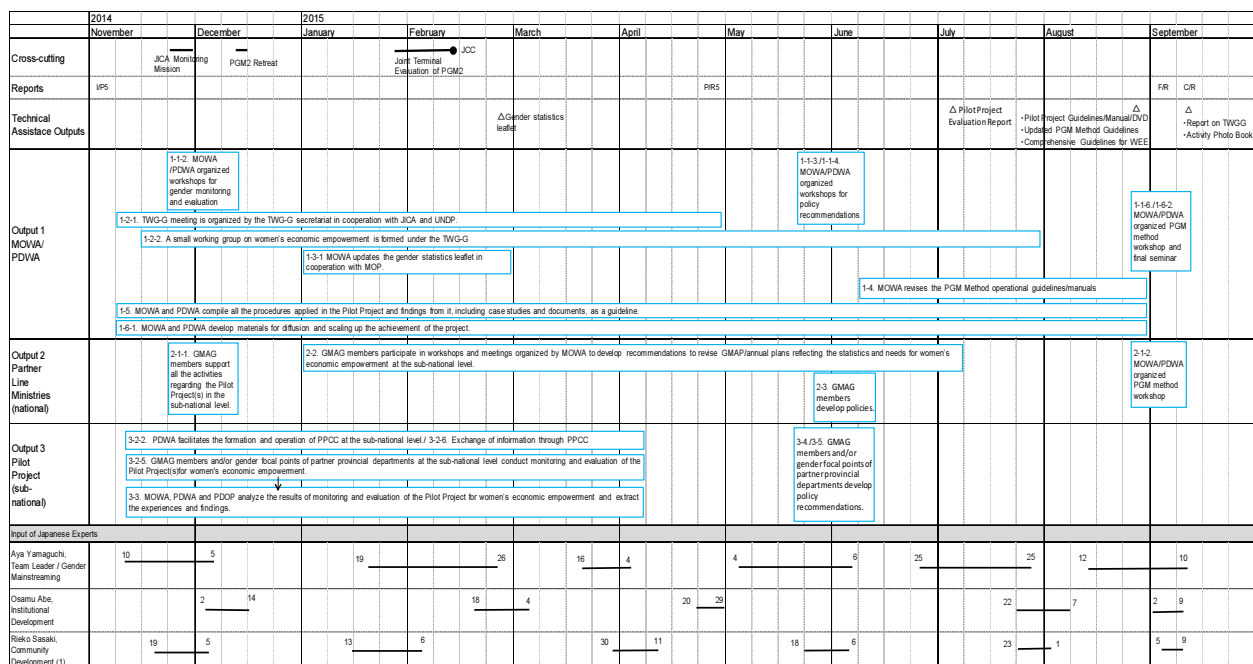 2014
2015
November
December
January
February
March
April
May
June
July
August
September
Cross-cutting
JICA Monitoring
Mission
PGM2 Retreat
Joint Terminal
Evaluation of PGM2
JCC
Reports
I/P5
P/R5
F/R
C/R
Technical
Assistace Outputs
△Gender statistics
leaflet
△ Pilot Project
Evaluation Report
△
・Pilot Project Guidelines/Manual/DVD
・Updated PGM Method Guidelines
・Comprehensive Guidelines for WEE
△
・Report on TWGG
・Activity Photo Book
Output 1
MOWA/
PDWA
1-1-2. MOWA
/PDWA organized
workshops for
gender monitoring
and evaluation
1-1-3./1-1-4.
MOWA/PDWA
organized
workshops for
policy
recommendations
1-1-6./1-6-2.
MOWA/PDWA
organized PGM
method
workshop and
final seminar
1-2-1. TWG-G meeting is organized by the TWG-G secretariat in cooperation with JICA and UNDP.
1-2-2. A small working group on women's economic empowerment is formed under the TWG-G
1-3-1 MOWA updates the gender statistics leaflet in
cooperation with MOP.
1-4. MOWA revises the PGM Method operational guidelines/manuals
1-5. MOWA and PDWA compile all the procedures applied in the Pilot Project and findings from it, including case studies and documents, as a guideline.
1-6-1. MOWA and PDWA develop materials for diffusion and scaling up the achievement of the project.
Output 2
Partner
Line
Ministries
(national)
2-1-1. GMAG
members support
all the activities
regarding the Pilot
Project(s) in the
sub-national level.
2-2. GMAG members participate in workshops and meetings organized by MOWA to develop recommendations to revise GMAP/annual plans reflecting the statistics and needs for women's
economic empowerment at the sub-national level.
2-3. GMAG
members
develop policies.
2-1-2.
MOWA/PDWA
organized
PGM method
workshop
Output 3
Pilot
Project
(sub-
national)
3-2-2. PDWA facilitates the formation and operation of PPCC at the sub-national level./ 3-2-6. Exchange of infoirmation through PPCC
3-2-5. GMAG members and/or gender focal points of partner provincial departments at the sub-national level conduct monitoring and evaluation of the
Pilot Project(s)for women's economic empowerment.
3-3. MOWA, PDWA and PDOP analyze the results of monitoring and evaluation of the Pilot Project for women's economic empowerment and extract
the experiences and findings.
3-4./3-5. GMAG
members and/or
gender focal points of
partner provincial
departments develop
policy
recommendations.
Input of Japanese Experts
Aya Yamaguchi,
Team Leader / Gender
Mainstreaming
10 5 19 26 16 4 4 6 25 25 12 10
Osamu Abe,
Institutional
Development
2 14 18 4 20 29 22 7 2 9
Rieko Sasaki,
Community
Development (1)
19 5 13 6 30 11 18 6 23 1 5 9